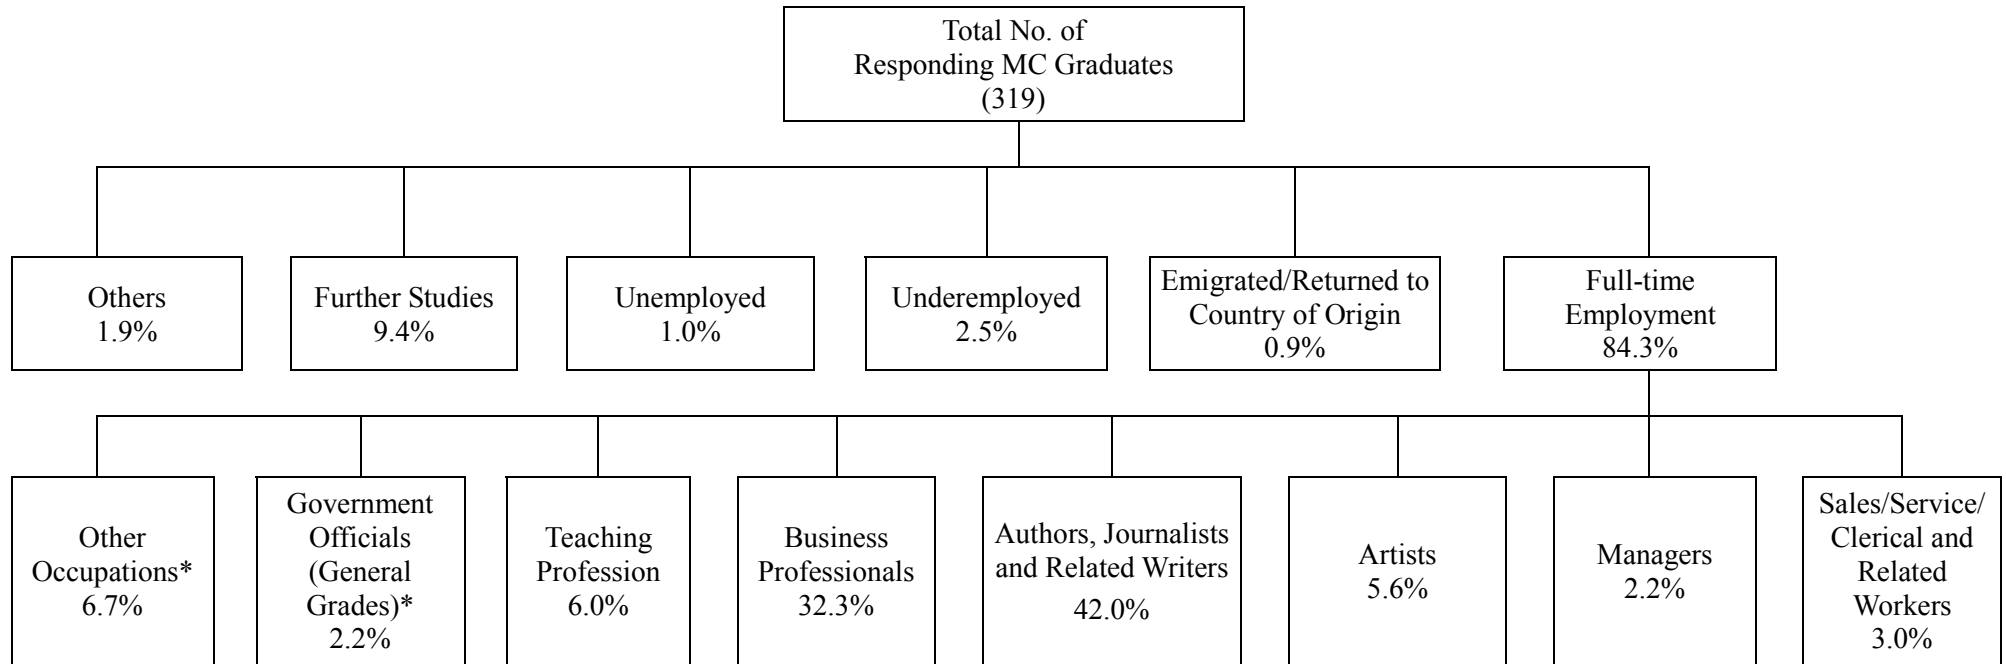 Total No. of
Responding MC Graduates
(319)
Others
1.9%
Further Studies
9.4%
Unemployed
1.0%
Underemployed
2.5%
Emigrated/Returned to
Country of Origin
0.9%
Full-time
Employment
84.3%
Other
Occupations*
6.7%
Government
Officials
(General
Grades)*
2.2%
Teaching
Profession
6.0%
Business
Professionals
32.3%
Authors, Journalists
and Related Writers
42.0%
Artists
5.6%
Managers
2.2%
Sales/Service/
Clerical and
Related
Workers
3.0%